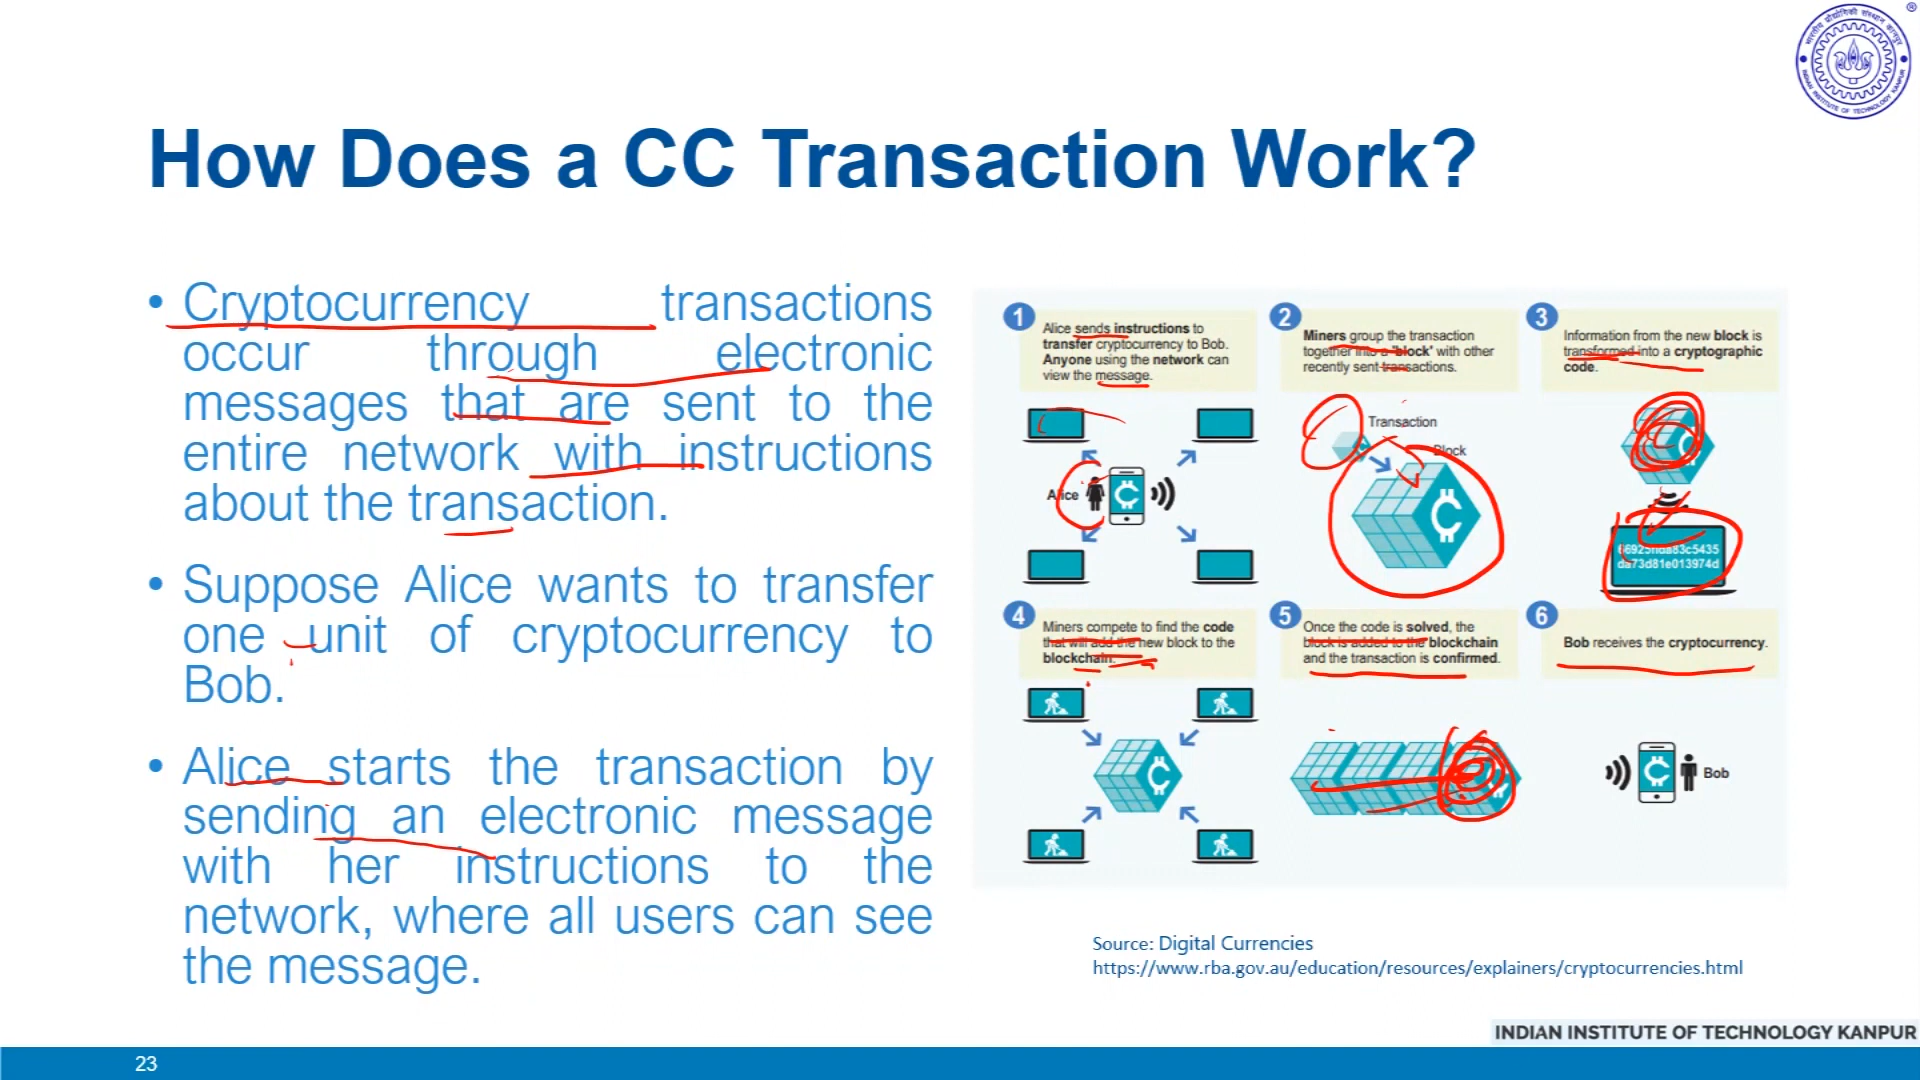 How Does a CC Transaction Work?
• Cryptocurrency transactions
occur through electronic
messages that are sent to the
entire network with instructions
about the transaction.
• Suppose Alice wants to transfer
one unit of cryptocurrency to
Bob.
• Alice starts the transaction by
sending an electronic message
with her instructions to the
network, where all users can see
the message.
1
Alice sends instructions to
transfer cryptocurrency to Bob.
Anyone using the network can
view the message.
Alice
2
Miners group the transaction
together into a 'block' with other
recently sent transactions.
Transaction
Block
3
Information from the new block is
transformed into a cryptographic
code.
da73d81e013974d
4
Miners compete to find the code
that will add the new block to the
blockchain.
5
Once the code is solved, the
block is added to the blockchain
and the transaction is confirmed.
6
Bob receives the cryptocurrency.
Bob
Source: Digital Currencies
https://www.rba.gov.au/education/resources/explainers/cryptocurrencies.html
INDIAN INSTITUTE OF TECHNOLOGY KANPUR
23
भारतीय प्रौद्योगिकी संस्थान कानपुर
INDIAN INSTITUTE OF TECHNOLOGY KANPUR
®